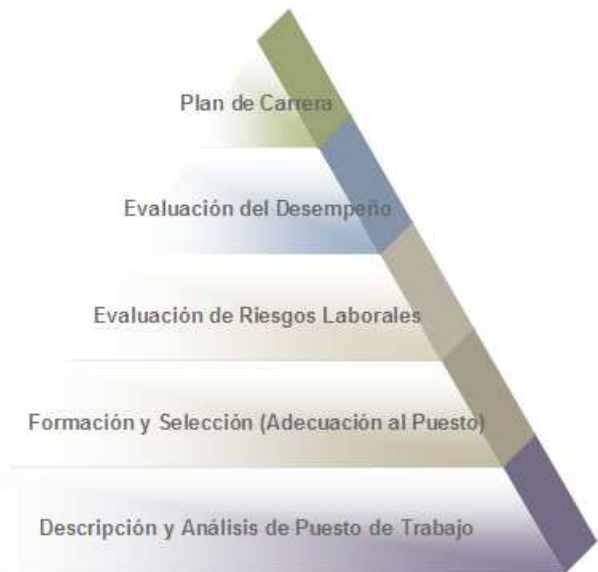 Plan de Carrera
Evaluación del Desempeño
Evaluación de Riesgos Laborales
Formación y Selección (Adecuación al Puesto)
Descripción y Análisis de Puesto de Trabajo